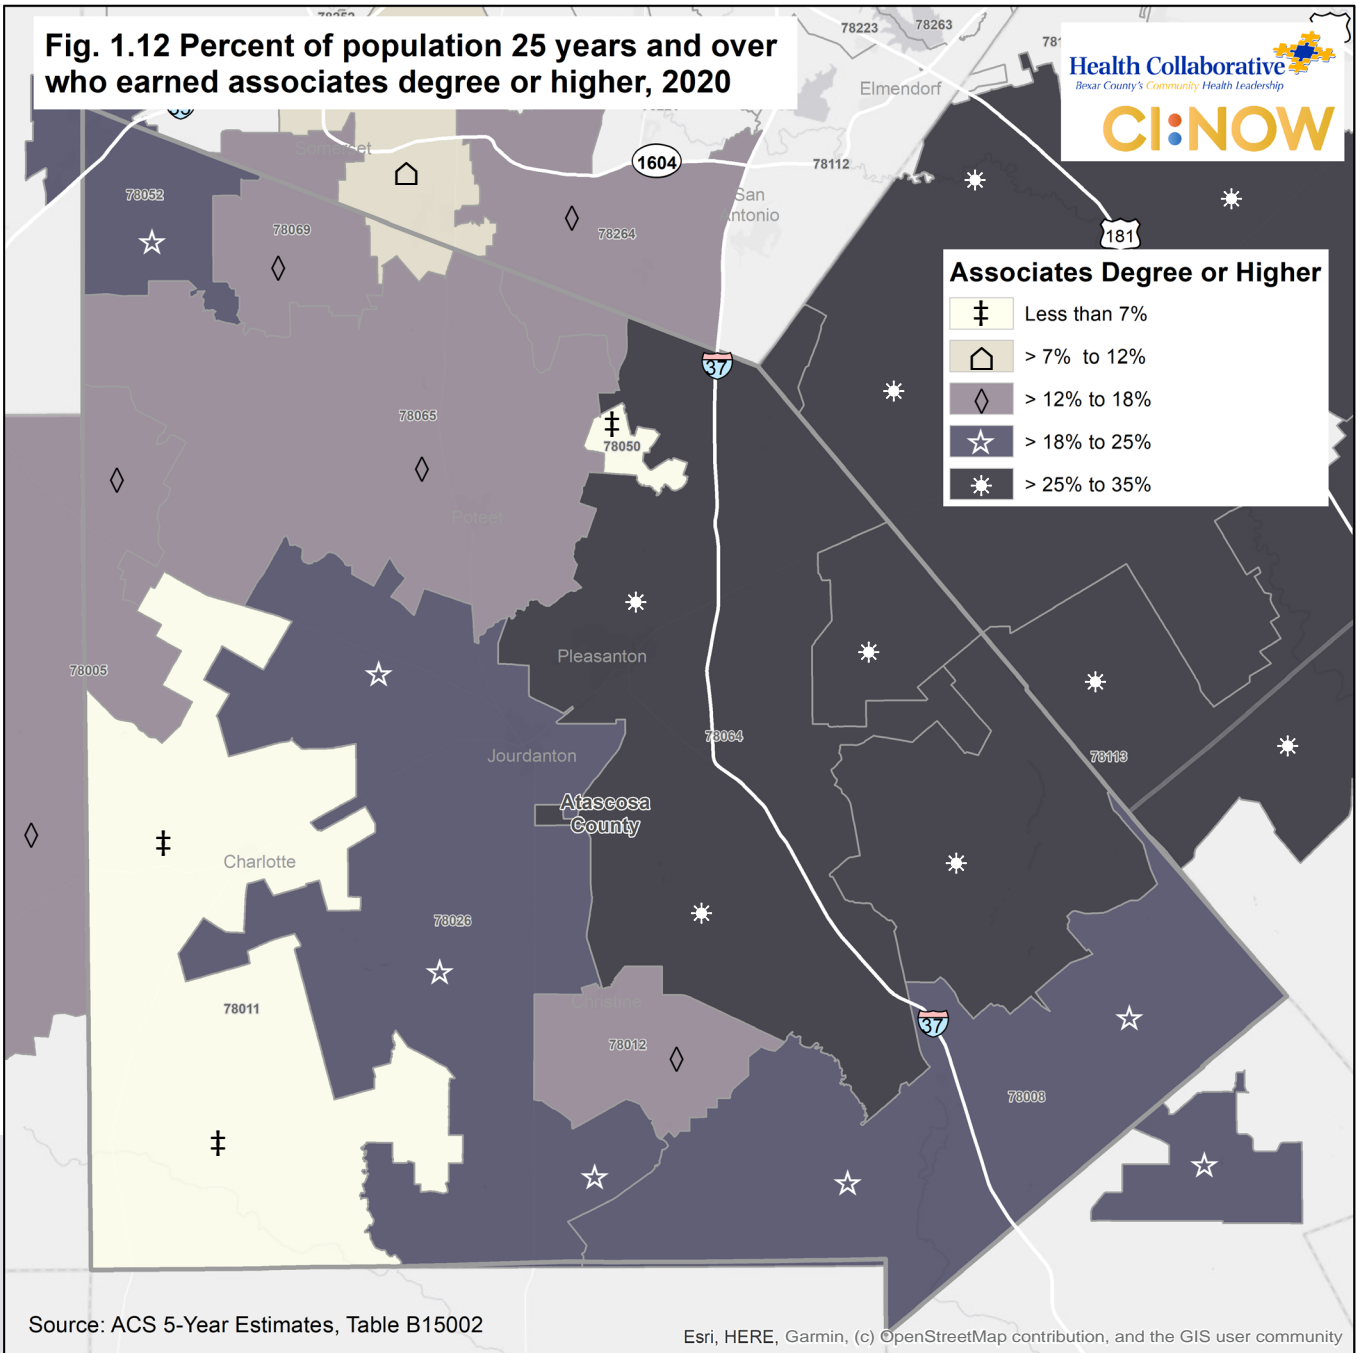 Fig. 1.12 Percent of population 25 years and over
who earned associates degree or higher, 2020
78223
78263
Elmendorf
Health Collaborative
Bexar County's Community Health Leadership
CI:NOW
Somerset
1604
78112
78052
San
Antonio
78069
78264
181
Associates Degree or Higher
Less than 7%
> 7%  to 12%
> 12% to 18%
> 18% to 25%
> 25% to 35%
37
78065
78050
Poteet
Pleasanton
78005
78064
Jourdanton
78113
Atascosa
County
Charlotte
78026
Christine
78011
37
78012
78008
Source: ACS 5-Year Estimates, Table B15002
Esri, HERE, Garmin, (c) OpenStreetMap contribution, and the GIS user community